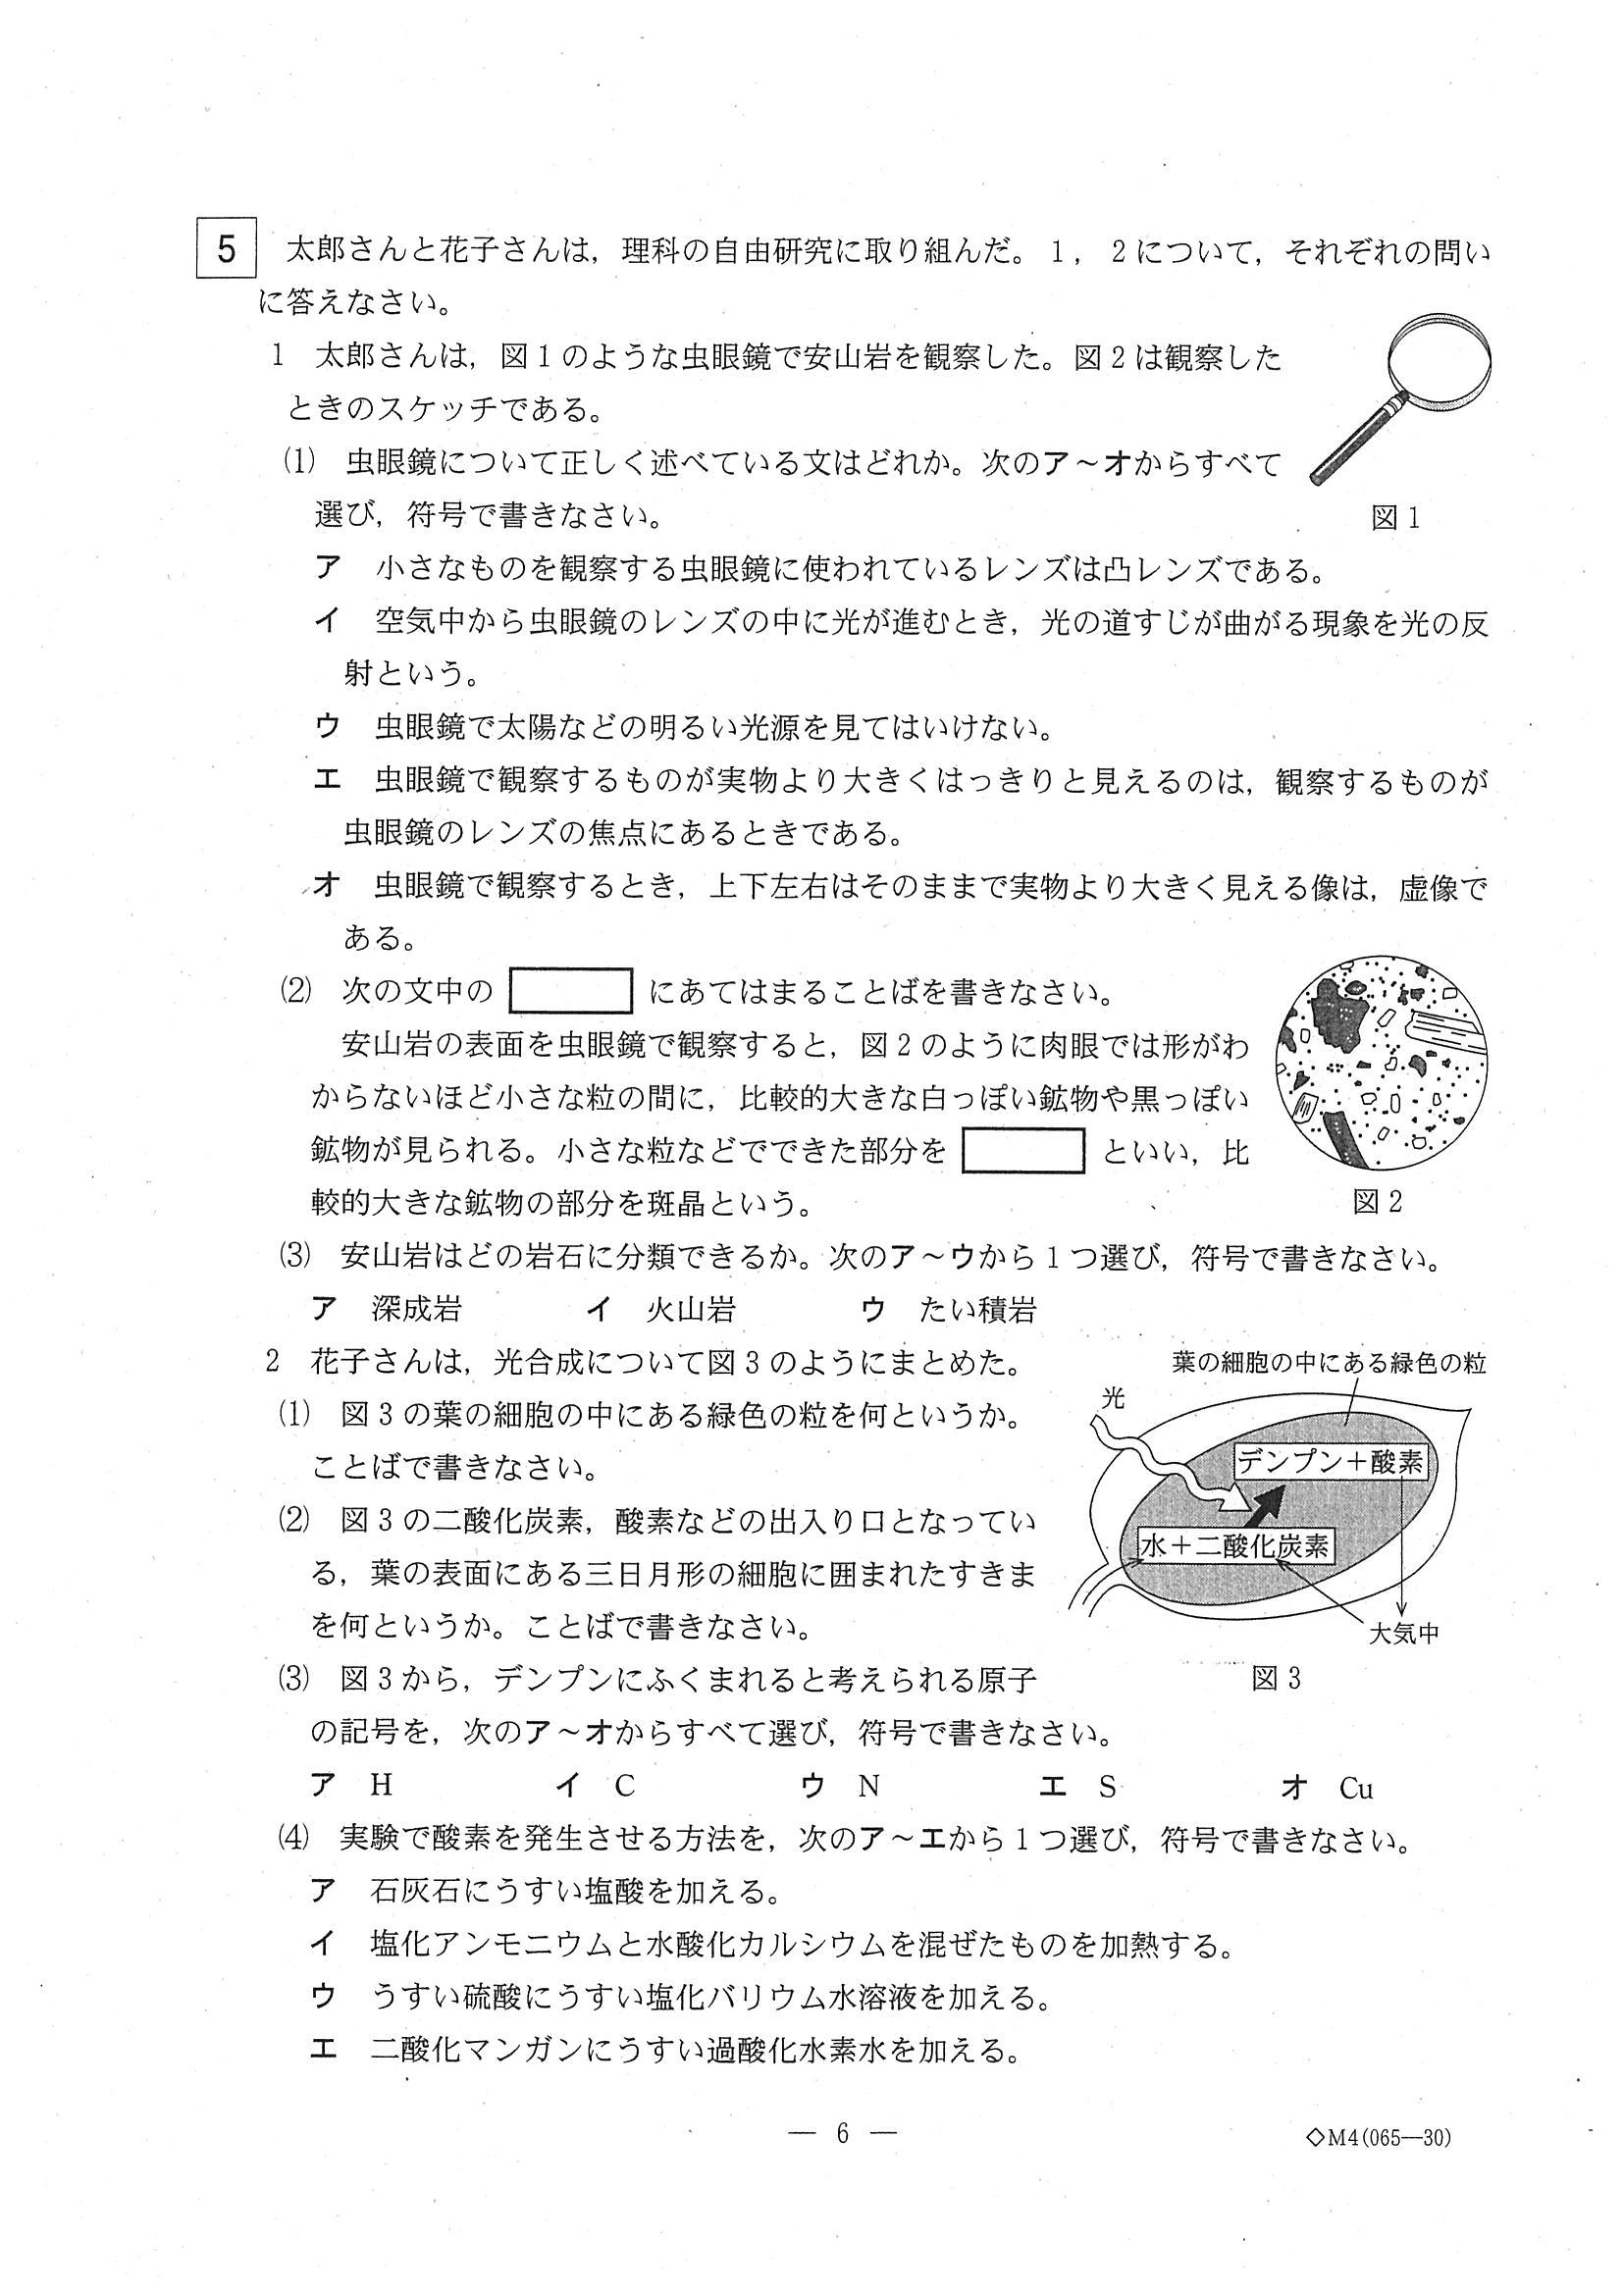 5 太郎さんと花子さんは，理科の自由研究に取り組んだ。1，2について，それぞれの問い
に答えなさい。
1 太郎さんは，図1のような虫眼鏡で安山岩を観察した。図2は観察した
ときのスケッチである。
(1) 虫眼鏡について正しく述べている文はどれか。次のア～オからすべて
選び，符号で書きなさい。
図1
ア 小さなものを観察する虫眼鏡に使われているレンズは凸レンズである。
イ 空気中から虫眼鏡のレンズの中に光が進むとき，光の道すじが曲がる現象を光の反
射という。
ウ 虫眼鏡で太陽などの明るい光源を見てはいけない。
エ 虫眼鏡で観察するものが実物より大きくはっきりと見えるのは，観察するものが
虫眼鏡のレンズの焦点にあるときである。
オ 虫眼鏡で観察するとき，上下左右はそのままで実物より大きく見える像は，虚像で
ある。
(2) 次の文中の にあてはまることばを書きなさい。
安山岩の表面を虫眼鏡で観察すると，図2のように肉眼では形がわ
からないほど小さな粒の間に，比較的大きな白っぽい鉱物や黒っぽい
鉱物が見られる。小さな粒などでできた部分を といい，比
較的大きな鉱物の部分を斑晶という。
図2
(3) 安山岩はどの岩石に分類できるか。次のア～ウから1つ選び，符号で書きなさい。
ア 深成岩 イ 火山岩 ウ たい積岩
2 花子さんは，光合成について図3のようにまとめた。
(1) 図3の葉の細胞の中にある緑色の粒を何というか。
ことばで書きなさい。
(2) 図3の二酸化炭素，酸素などの出入り口となってい
る，葉の表面にある三日月形の細胞に囲まれたすきま
を何というか。ことばで書きなさい。
(3) 図3から，デンプンにふくまれると考えられる原子
の記号を，次のア～オからすべて選び，符号で書きなさい。
葉の細胞の中にある緑色の粒
光
デンプン＋酸素
水＋二酸化炭素
大気中
図3
ア H イ C ウ N エ S オ Cu
(4) 実験で酸素を発生させる方法を，次のア～エから1つ選び，符号で書きなさい。
ア 石灰石にうすい塩酸を加える。
イ 塩化アンモニウムと水酸化カルシウムを混ぜたものを加熱する。
ウ うすい硫酸にうすい塩化バリウム水溶液を加える。
エ 二酸化マンガンにうすい過酸化水素水を加える。
— 6 —
◇M4(065—30)